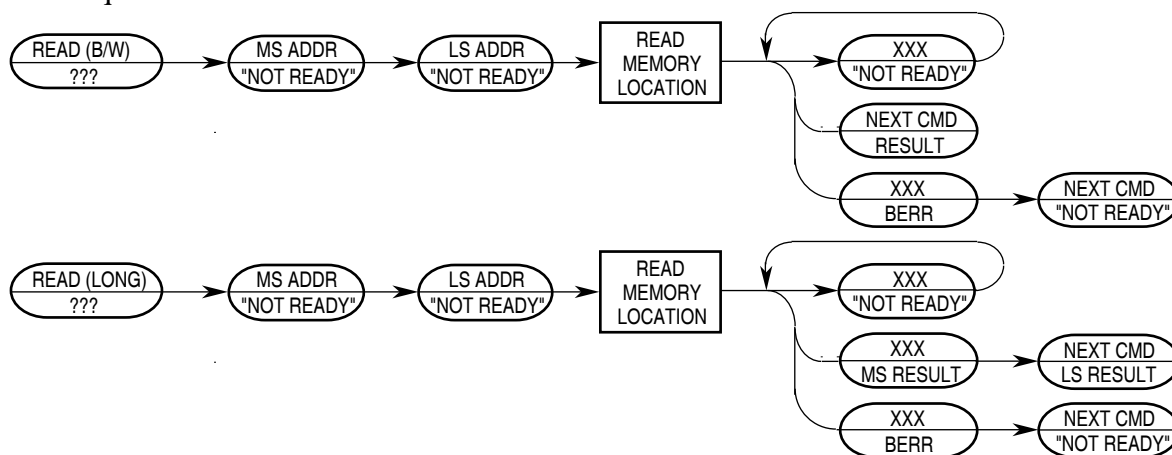 READ (B/W)
???
MS ADDR
"NOT READY"
LS ADDR
"NOT READY"
READ
MEMORY
LOCATION
XXX
"NOT READY"
NEXT CMD
RESULT
XXX
BERR
NEXT CMD
"NOT READY"
READ (LONG)
???
MS ADDR
"NOT READY"
LS ADDR
"NOT READY"
READ
MEMORY
LOCATION
XXX
"NOT READY"
XXX
MS RESULT
NEXT CMD
LS RESULT
XXX
BERR
NEXT CMD
"NOT READY"